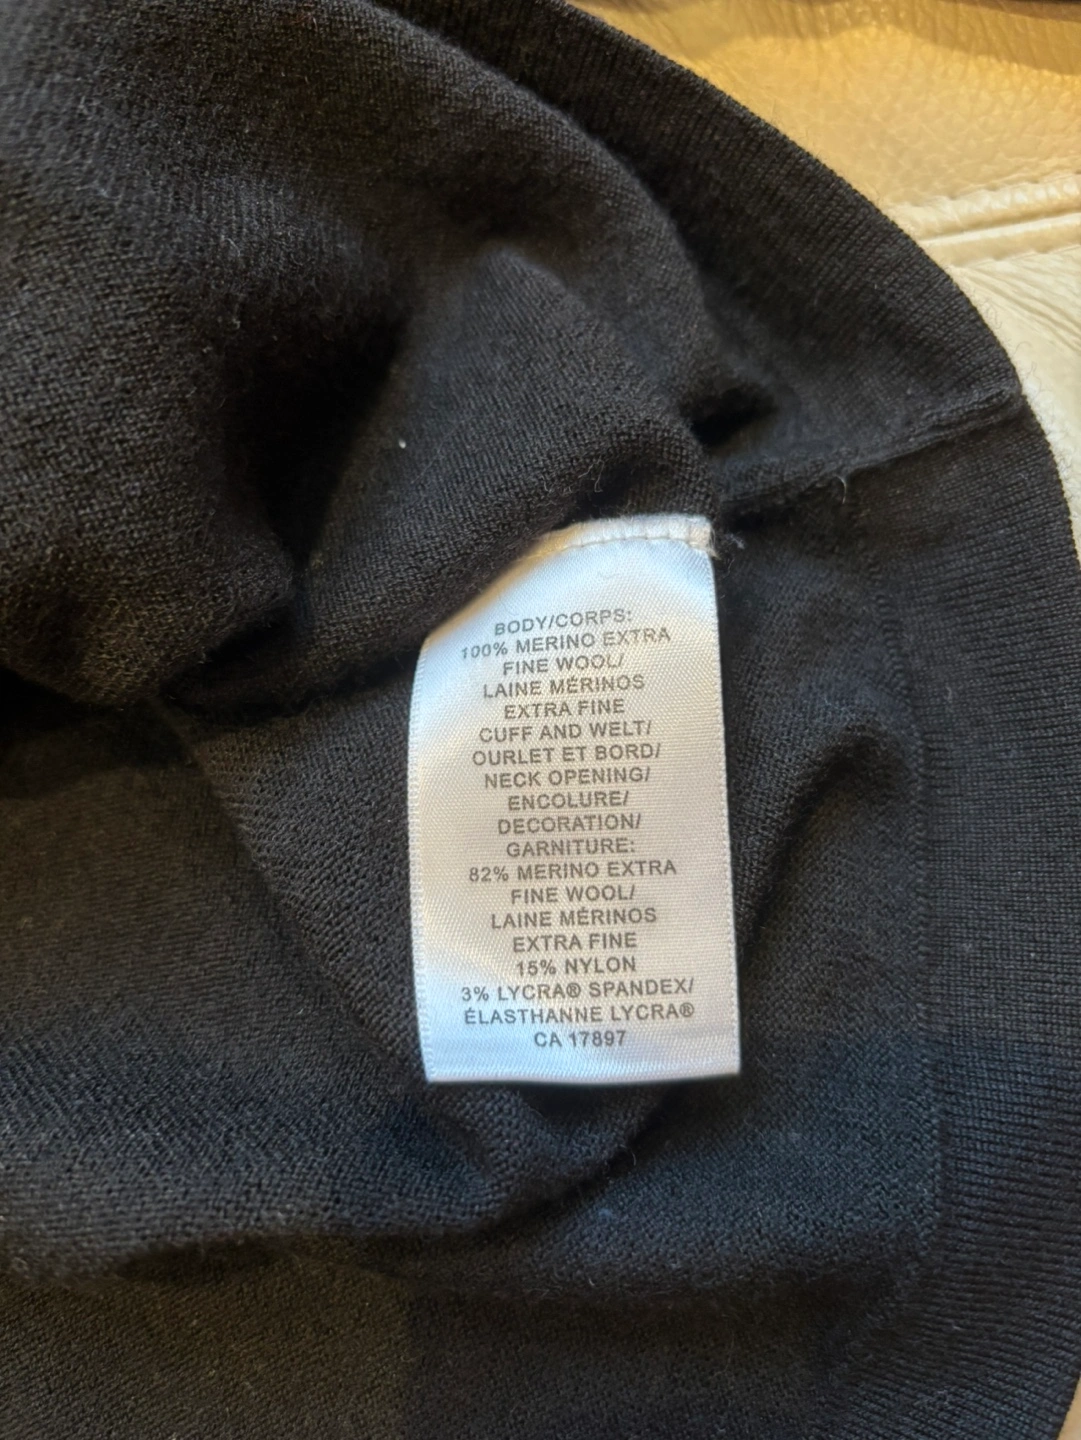 BODY/CORPS:
100% MERINO EXTRA
FINE WOOL/
LAINE MÉRINOS
EXTRA FINE
CUFF AND WELT/
OURLET ET BORD/
NECK OPENING/
ENCOLURE/
DECORATION/
GARNITURE:
82% MERINO EXTRA
FINE WOOL/
LAINE MÉRINOS
EXTRA FINE
15% NYLON
3% LYCRA® SPANDEX/
ÉLASTHANNE LYCRA®
CA 17897